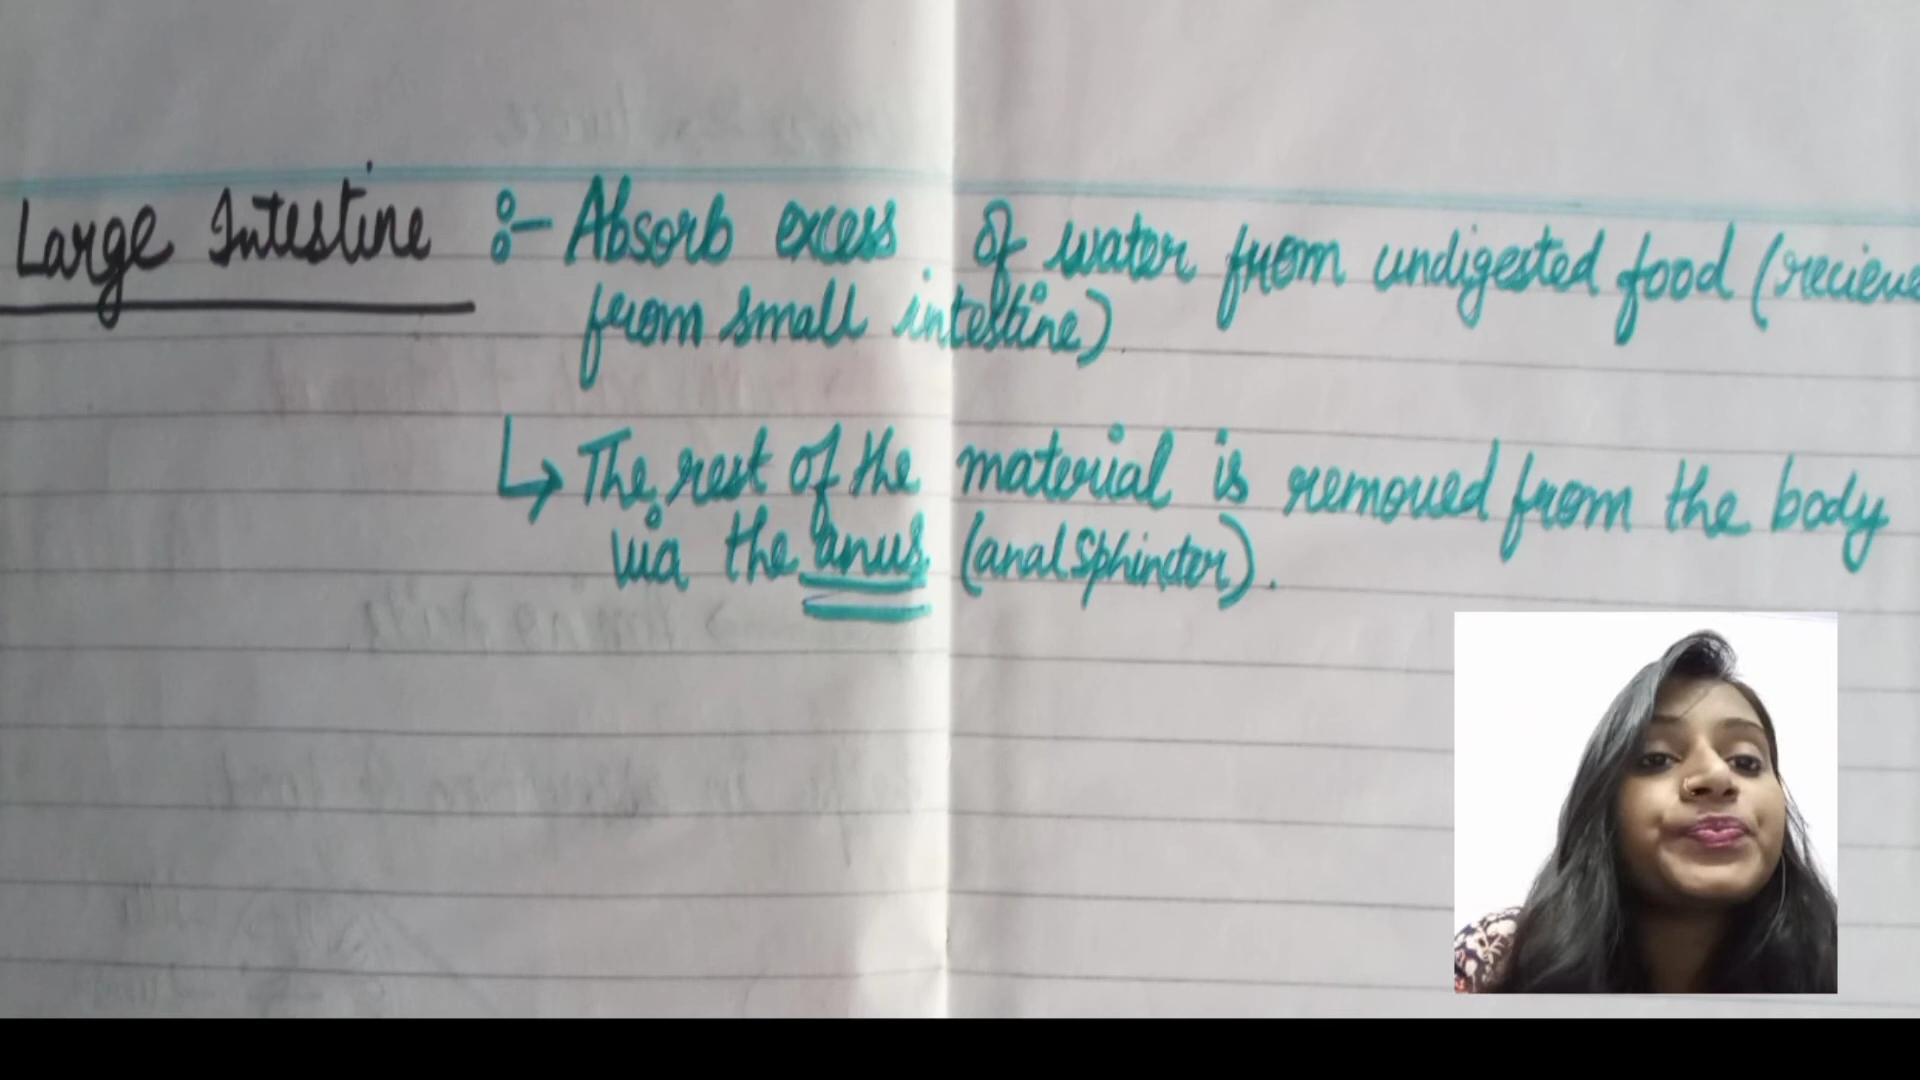 Large Intestine :- Absorb excess of water from undigested food (recieve
from small intestine)
↳ The rest of the material is removed from the body
via the anus (anal sphincter).